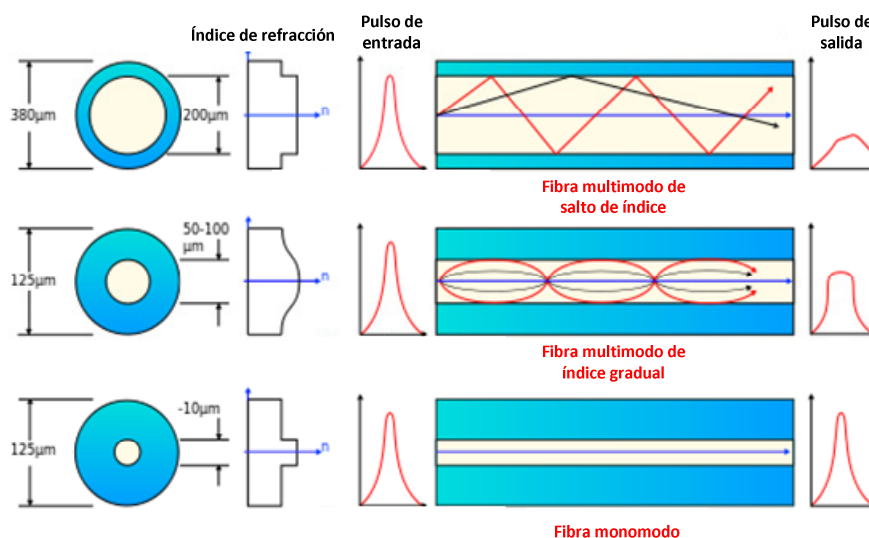 Índice de refracción
Pulso de
entrada
Pulso de
salida
380µm
200µm
n
Fibra multimodo de
salto de índice
50-100
µm
125µm
n
Fibra multimodo de
índice gradual
-10µm
125µm
n
Fibra monomodo